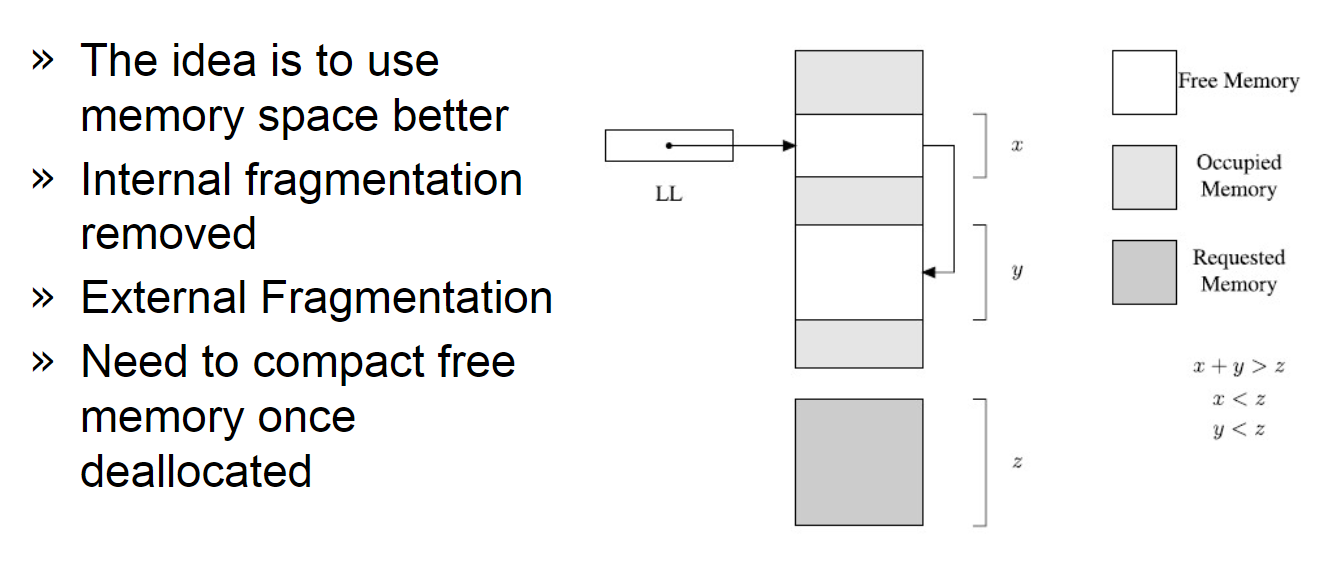 » The idea is to use
memory space better
» Internal fragmentation
removed
» External Fragmentation
» Need to compact free
memory once
deallocated
LL
x
y
z
Free Memory
Occupied
Memory
Requested
Memory
x + y > z
x < z
y < z